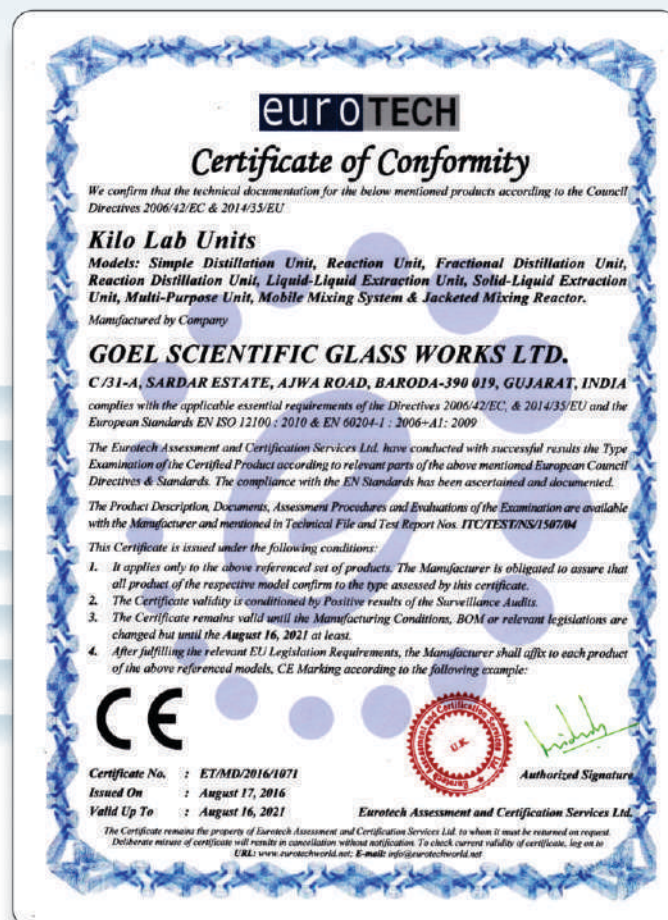 euro TECH
Certificate of Conformity
We confirm that the technical documentation for the below mentioned products according to the Council
Directives 2006/42/EC & 2014/35/EU
Kilo Lab Units
Models: Simple Distillation Unit, Reaction Unit, Fractional Distillation Unit,
Reaction Distillation Unit, Liquid-Liquid Extraction Unit, Solid-Liquid Extraction
Unit, Multi-Purpose Unit, Mobile Mixing System & Jacketed Mixing Reactor.
Manufactured by Company
GOEL SCIENTIFIC GLASS WORKS LTD.
C/31-A, SARDAR ESTATE, AJWA ROAD, BARODA-390 019, GUJARAT, INDIA
complies with the applicable essential requirements of the Directives 2006/42/EC, & 2014/35/EU and the
European Standards EN ISO 12100 : 2010 & EN 60204-1 : 2006+A1: 2009
The Eurotech Assessment and Certification Services Ltd. have conducted with successful results the Type
Examination of the Certified Product according to relevant parts of the above mentioned European Council
Directives & Standards. The compliance with the EN Standards has been ascertained and documented.
The Product Description, Documents, Assessment Procedures and Evaluations of the Examination are available
with the Manufacturer and mentioned in Technical File and Test Report Nos. ITC/TEST/NS/1507/04
This Certificate is issued under the following conditions:
1. It applies only to the above referenced set of products. The Manufacturer is obligated to assure that
all product of the respective model confirm to the type assessed by this certificate.
2. The Certificate validity is conditioned by Positive results of the Surveillance Audits.
3. The Certificate remains valid until the Manufacturing Conditions, BOM or relevant legislations are
changed but until the August 16, 2021 at least.
4. After fulfilling the relevant EU Legislation Requirements, the Manufacturer shall affix to each product
of the above referenced models, CE Marking according to the following example:
CE
Eurotech Assessment and Certification Services Ltd
U.K.
Certificate No. : ET/MD/2016/1071
Authorized Signature
Issued On : August 17, 2016
Valid Up To : August 16, 2021
Eurotech Assessment and Certification Services Ltd.
The Certificate remains the property of Eurotech Assessment and Certification Services Ltd. to whom it must be returned on request.
Deliberate misuse of certificate will results in cancellation without notification. To check current validity of certificate, log on to
URL: www.eurotechworld.net; E-mail: info@eurotechworld.net